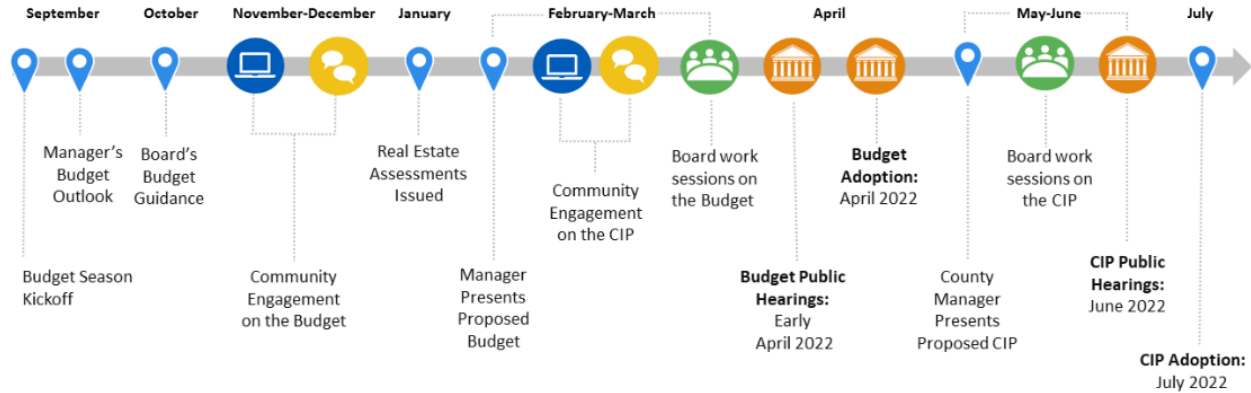 September
October
November-December
January
February-March
April
May-June
July
Manager's
Budget
Outlook
Board's
Budget
Guidance
Real Estate
Assessments
Issued
Community
Engagement
on the CIP
Board work
sessions on
the Budget
Budget
Adoption:
April 2022
Board work
sessions on
the CIP
Budget Season
Kickoff
Community
Engagement
on the Budget
Manager
Presents
Proposed
Budget
Budget Public
Hearings:
Early
April 2022
County
Manager
Presents
Proposed CIP
CIP Public
Hearings:
June 2022
CIP Adoption:
July 2022